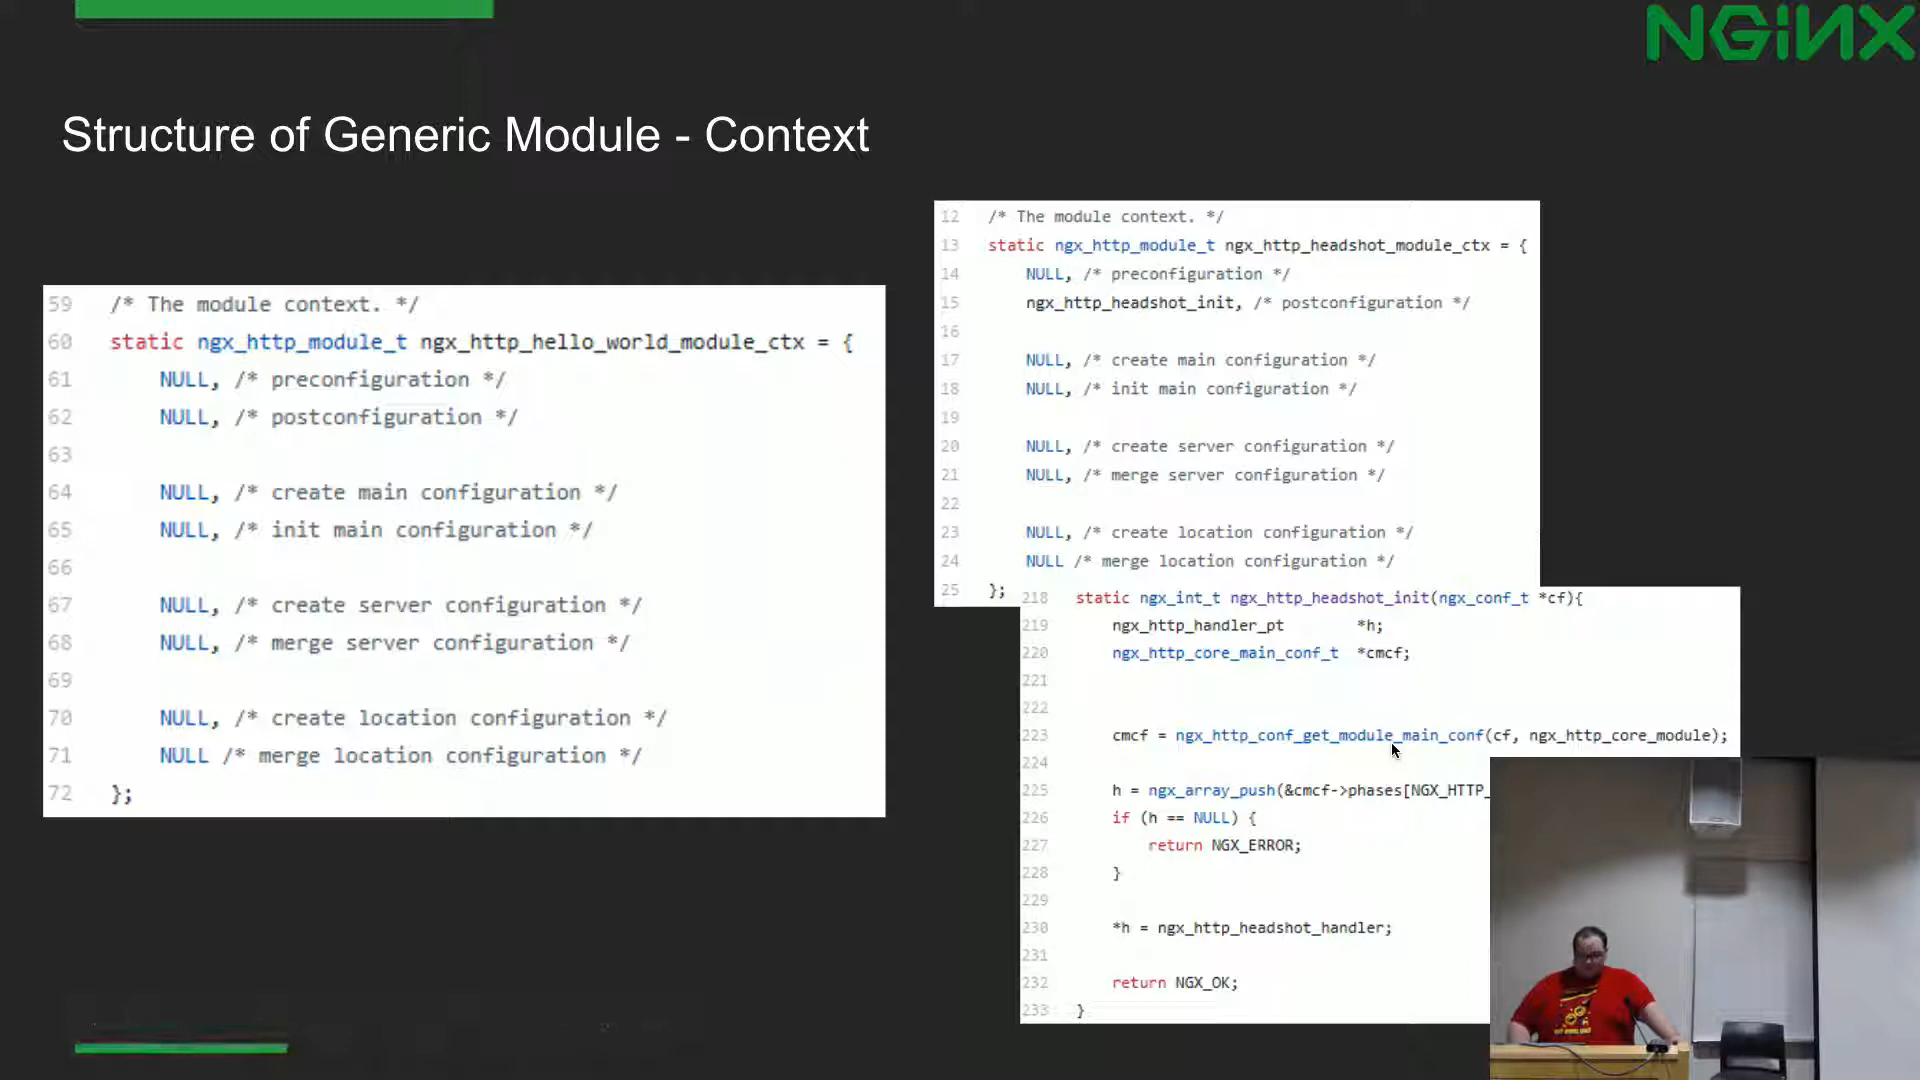 NGINX
Structure of Generic Module - Context
59 /* The module context. */
60 static ngx_http_module_t ngx_http_hello_world_module_ctx = {
61 NULL, /* preconfiguration */
62 NULL, /* postconfiguration */
63
64 NULL, /* create main configuration */
65 NULL, /* init main configuration */
66
67 NULL, /* create server configuration */
68 NULL, /* merge server configuration */
69
70 NULL, /* create location configuration */
71 NULL /* merge location configuration */
72 };
12 /* The module context. */
13 static ngx_http_module_t ngx_http_headshot_module_ctx = {
14 NULL, /* preconfiguration */
15 ngx_http_headshot_init, /* postconfiguration */
16
17 NULL, /* create main configuration */
18 NULL, /* init main configuration */
19
20 NULL, /* create server configuration */
21 NULL, /* merge server configuration */
22
23 NULL, /* create location configuration */
24 NULL /* merge location configuration */
25 };
218 static ngx_int_t ngx_http_headshot_init(ngx_conf_t *cf){
219 ngx_http_handler_pt *h;
220 ngx_http_core_main_conf_t *cmcf;
221
222
223 cmcf = ngx_http_conf_get_module_main_conf(cf, ngx_http_core_module);
224
225 h = ngx_array_push(&cmcf->phases[NGX_HTTP_
226 if (h == NULL) {
227 return NGX_ERROR;
228 }
229
230 *h = ngx_http_headshot_handler;
231
232 return NGX_OK;
233 }